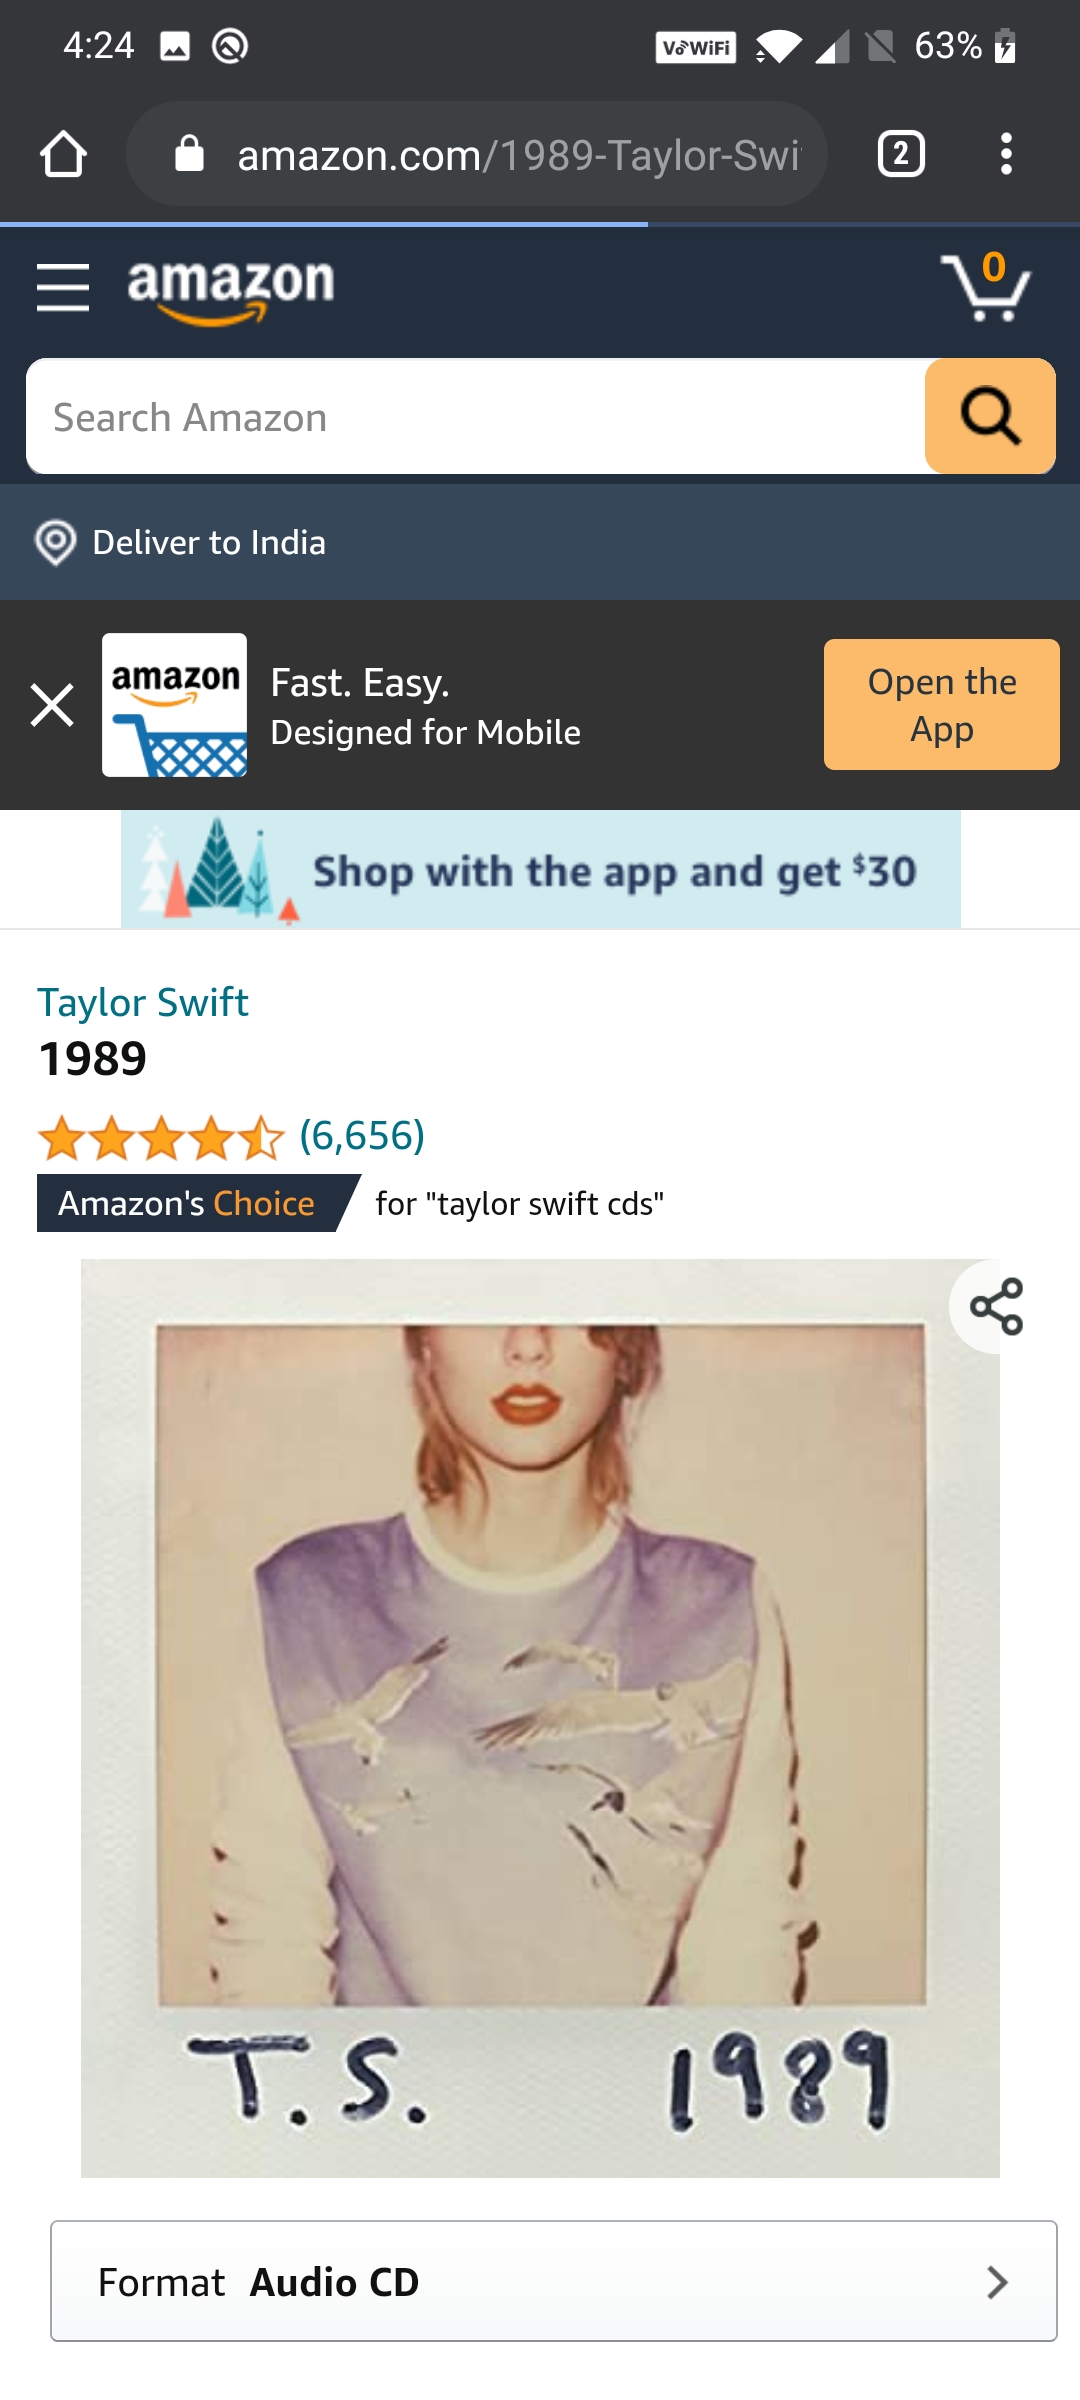 4:24 VoWiFi 63%
amazon.com/1989-Taylor-Swi
2
amazon 0
Search Amazon
Deliver to India
amazon
Fast. Easy.
Designed for Mobile
Open the
App
Shop with the app and get $30
Taylor Swift
1989
(6,656)
Amazon's Choice for "taylor swift cds"
T.S. 1989
Format Audio CD